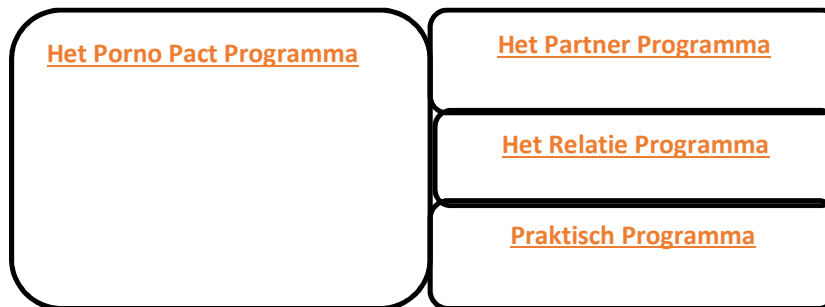 Het Porno Pact Programma
Het Partner Programma
Het Relatie Programma
Praktisch Programma